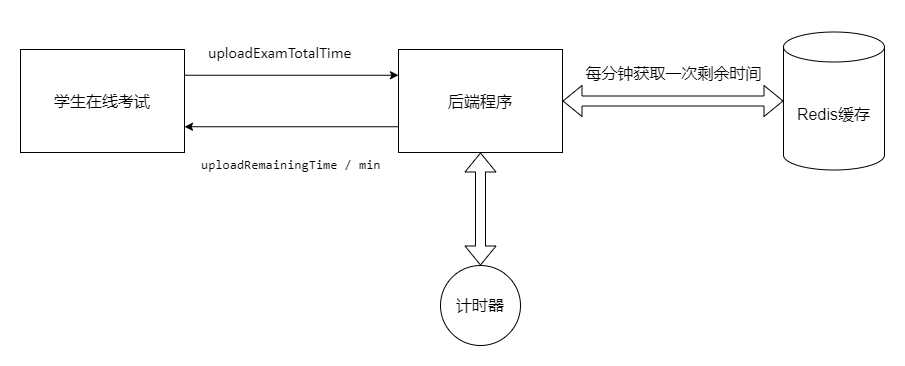 uploadExamTotalTime
学生在线考试
后端程序
每分钟获取一次剩余时间
Redis缓存
uploadRemainingTime / min
计时器